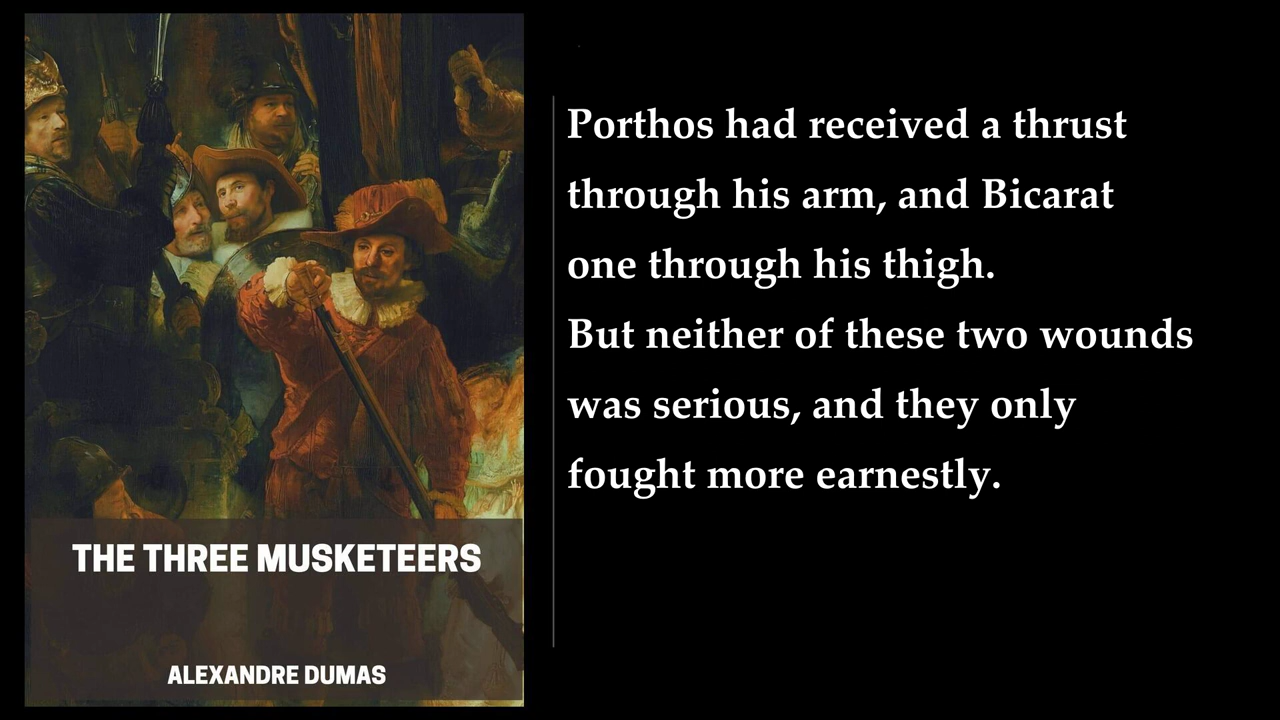 THE THREE MUSKETEERS
ALEXANDRE DUMAS
Porthos had received a thrust
through his arm, and Bicarat
one through his thigh.
But neither of these two wounds
was serious, and they only
fought more earnestly.